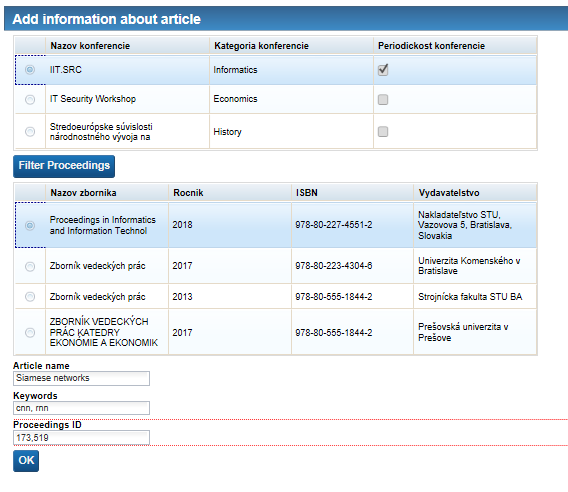 Add information about article
Nazov konferencie Kategoria konferencie Periodickost konferencie
IIT.SRC Informatics
IT Security Workshop Economics
Stredoeurópske súvislosti
národnostného vývoja na
History
Filter Proceedings
Nazov zbornika Rocnik ISBN Vydavatelstvo
Proceedings in Informatics
and Information Technol
2018 978-80-227-4551-2
Nakladateľstvo STU,
Vazovova 5, Bratislava,
Slovakia
Zborník vedeckých prác 2017 978-80-223-4304-6
Univerzita Komenského v
Bratislave
Zborník vedeckých prác 2013 978-80-555-1844-2 Strojnícka fakulta STU BA
ZBORNÍK VEDECKÝCH
PRÁC KATEDRY
EKONÓMIE A EKONOMIK
2017 978-80-555-1844-2
Prešovská univerzita v
Prešove
Article name
Siamese networks
Keywords
cnn, rnn
Proceedings ID
173,519
OK